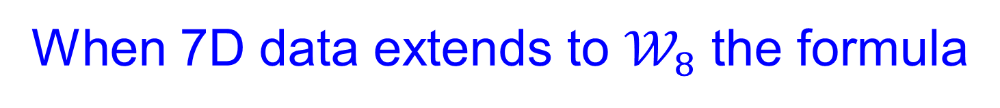 When 7D data extends to 𝒲₈ the formula